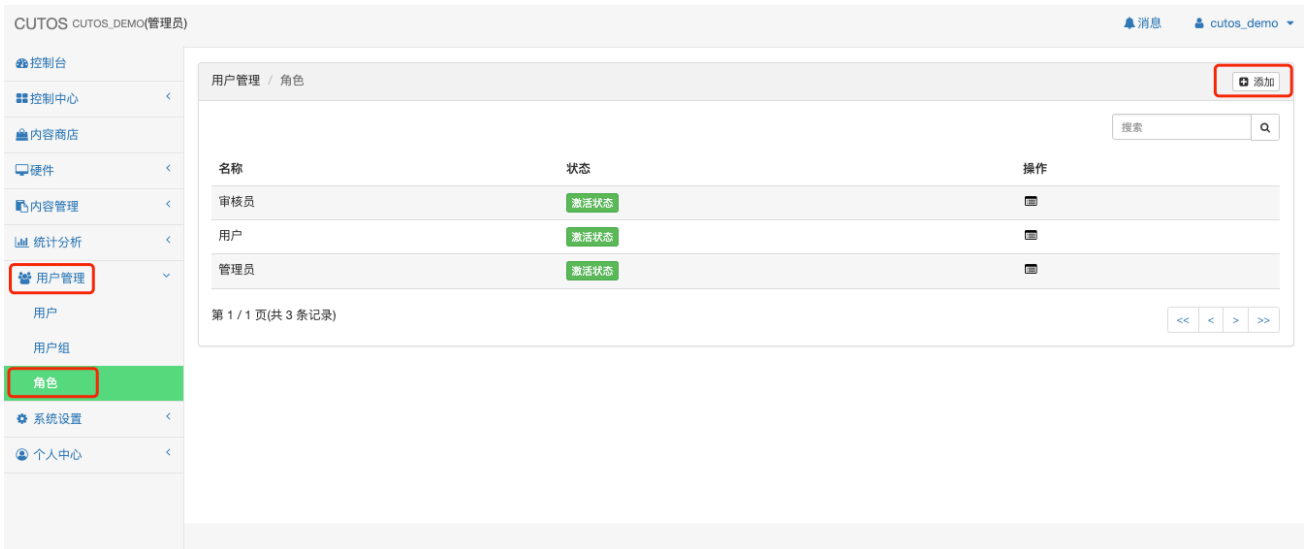 CUTOS CUTOS_DEMO(管理员)
消息
cutos_demo
控制台
控制中心
内容商店
硬件
内容管理
统计分析
用户管理
用户
用户组
角色
系统设置
个人中心
用户管理 / 角色
添加
搜索
名称 状态 操作
审核员 激活状态
用户 激活状态
管理员 激活状态
第 1 / 1 页(共 3 条记录)
<< < > >>